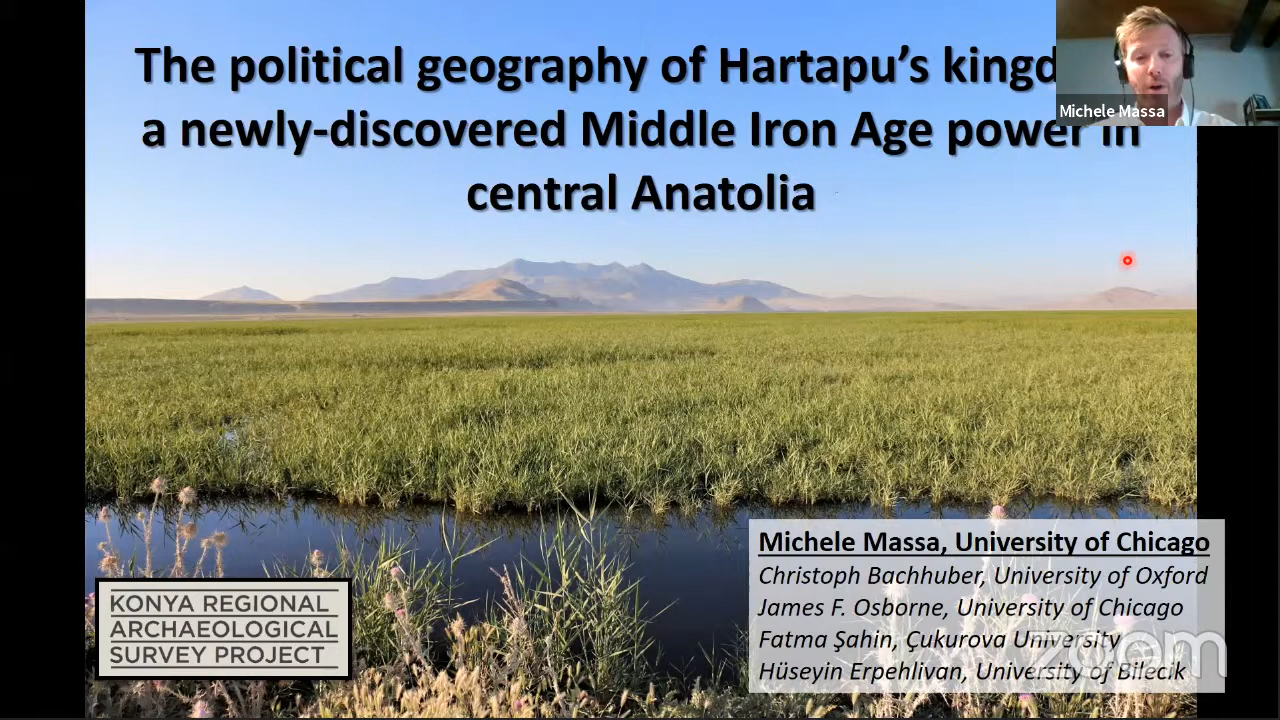 The political geography of Hartapu's kingd
a newly-discovered Middle Iron Age power in
central Anatolia
Michele Massa
Michele Massa, University of Chicago
Christoph Bachhuber, University of Oxford
James F. Osborne, University of Chicago
Fatma Şahin, Çukurova University
Hüseyin Erpehlivan, University of Bilecik
KONYA REGIONAL
ARCHAEOLOGICAL
SURVEY PROJECT
zoom